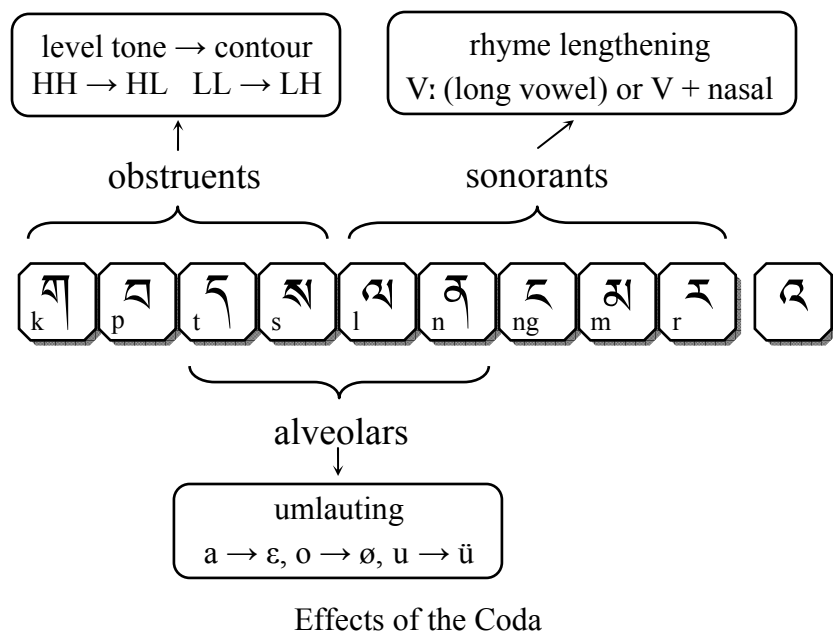 level tone → contour
HH → HL LL → LH
rhyme lengthening
V: (long vowel) or V + nasal
obstruents
sonorants
ག བ ད ས ལ ན ང མ ར འ
k p t s l n ng m r
alveolars
umlauting
a → ɛ, o → ø, u → ü
Effects of the Coda